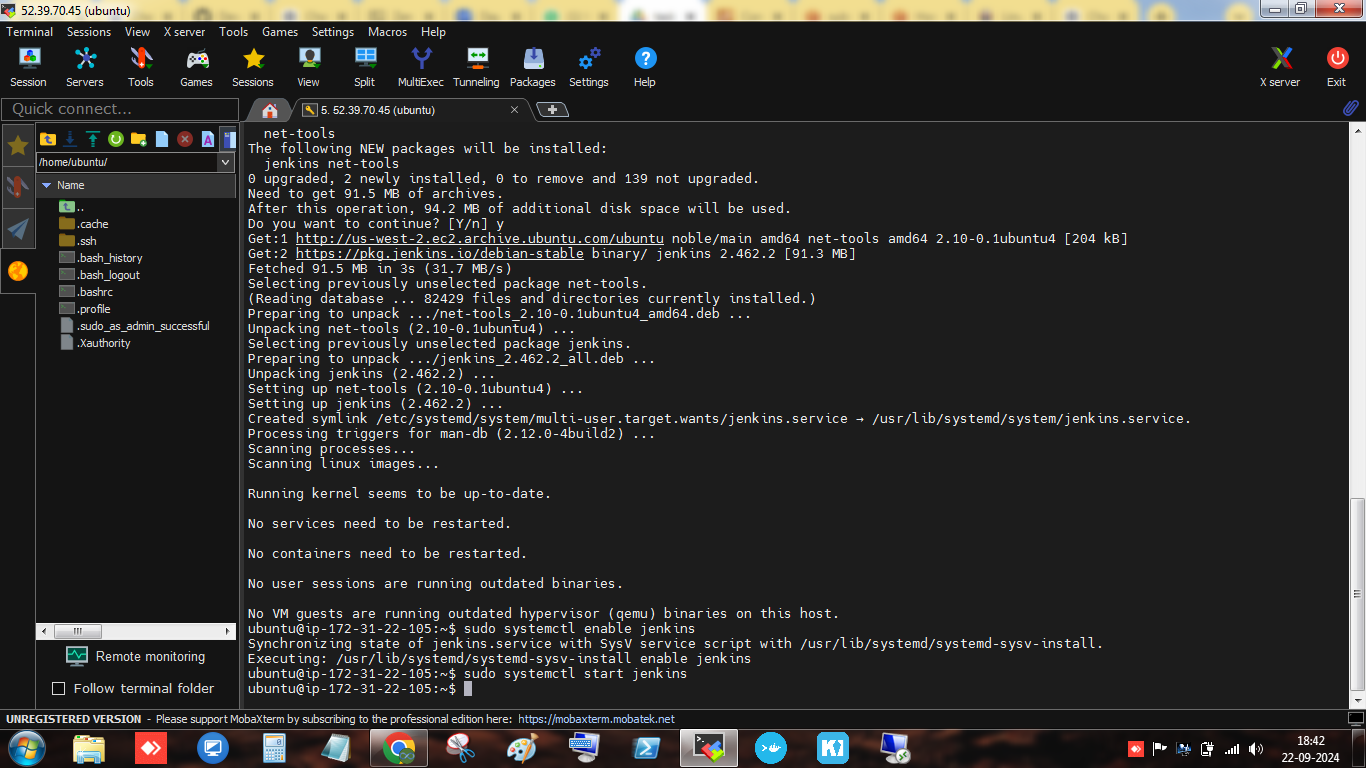 52.39.70.45 (ubuntu)
Terminal Sessions View X server Tools Games Settings Macros Help
Session Servers Tools Games Sessions View Split MultiExec Tunneling Packages Settings Help X server Exit
Quick connect...
5. 52.39.70.45 (ubuntu)
/home/ubuntu/
Name
..
.cache
.ssh
.bash_history
.bash_logout
.bashrc
.profile
.sudo_as_admin_successful
.Xauthority
Remote monitoring
Follow terminal folder
net-tools
The following NEW packages will be installed:
jenkins net-tools
0 upgraded, 2 newly installed, 0 to remove and 139 not upgraded.
Need to get 91.5 MB of archives.
After this operation, 94.2 MB of additional disk space will be used.
Do you want to continue? [Y/n] y
Get:1 http://us-west-2.ec2.archive.ubuntu.com/ubuntu noble/main amd64 net-tools amd64 2.10-0.1ubuntu4 [204 kB]
Get:2 https://pkg.jenkins.io/debian-stable binary/ jenkins 2.462.2 [91.3 MB]
Fetched 91.5 MB in 3s (31.7 MB/s)
Selecting previously unselected package net-tools.
(Reading database ... 82429 files and directories currently installed.)
Preparing to unpack .../net-tools_2.10-0.1ubuntu4_amd64.deb ...
Unpacking net-tools (2.10-0.1ubuntu4) ...
Selecting previously unselected package jenkins.
Preparing to unpack .../jenkins_2.462.2_all.deb ...
Unpacking jenkins (2.462.2) ...
Setting up net-tools (2.10-0.1ubuntu4) ...
Setting up jenkins (2.462.2) ...
Created symlink /etc/systemd/system/multi-user.target.wants/jenkins.service → /usr/lib/systemd/system/jenkins.service.
Processing triggers for man-db (2.12.0-4build2) ...
Scanning processes...
Scanning linux images...
Running kernel seems to be up-to-date.
No services need to be restarted.
No containers need to be restarted.
No user sessions are running outdated binaries.
No VM guests are running outdated hypervisor (qemu) binaries on this host.
ubuntu@ip-172-31-22-105:~$ sudo systemctl enable jenkins
Synchronizing state of jenkins.service with SysV service script with /usr/lib/systemd/systemd-sysv-install.
Executing: /usr/lib/systemd/systemd-sysv-install enable jenkins
ubuntu@ip-172-31-22-105:~$ sudo systemctl start jenkins
ubuntu@ip-172-31-22-105:~$
UNREGISTERED VERSION - Please support MobaXterm by subscribing to the professional edition here: https://mobaxterm.mobatek.net
18:42
22-09-2024